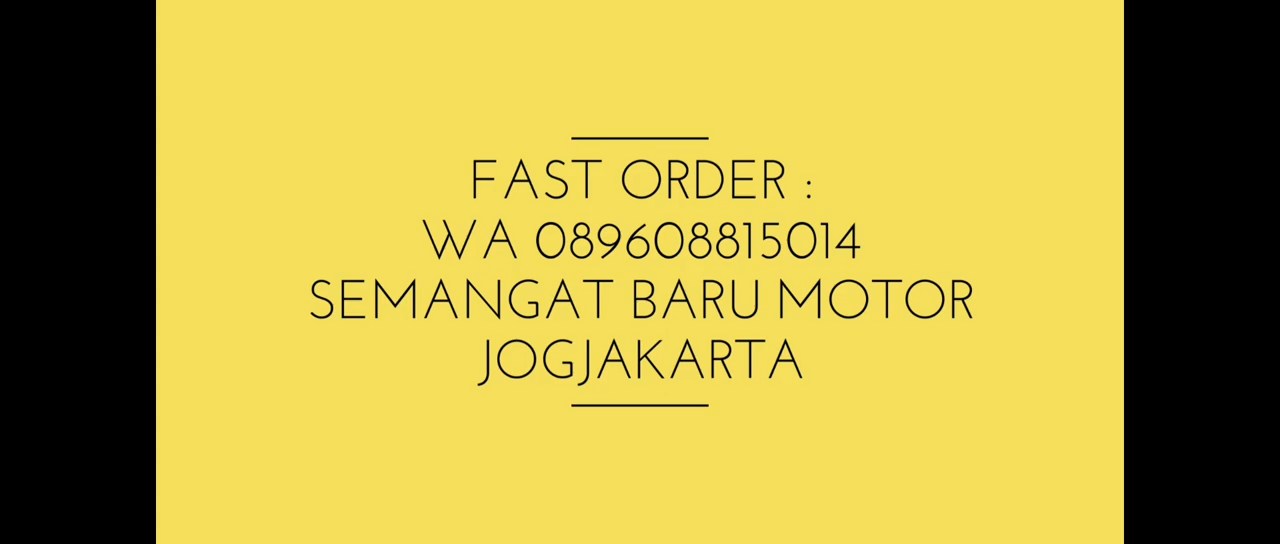 FAST ORDER :
WA 089608815014
SEMANGAT BARU MOTOR
JOGJAKARTA